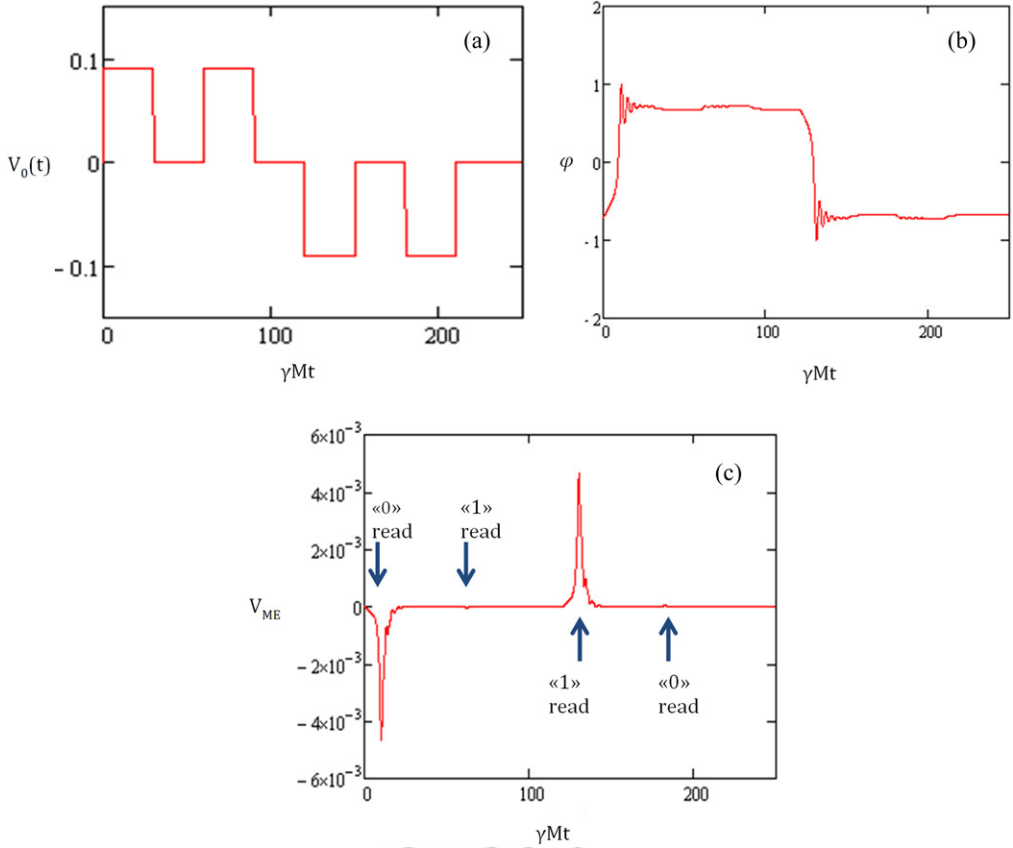 (a)
0.1
0
- 0.1
V₀(t)
0
100
200
γMt
(b)
2
1
0
-1
-2
φ
0
100
200
γMt
(c)
6×10⁻³
4×10⁻³
2×10⁻³
0
− 2×10⁻³
− 4×10⁻³
− 6×10⁻³
V_ME
«0»
read
«1»
read
«1»
read
«0»
read
0
100
200
γMt